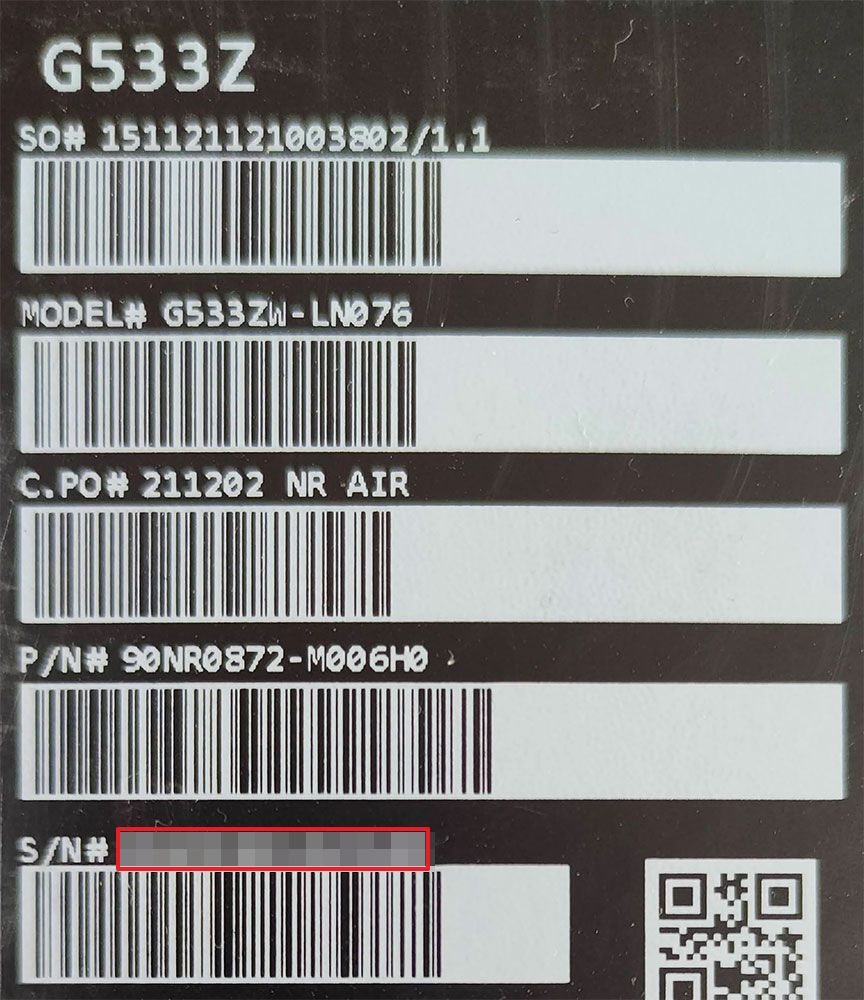 G533Z
SO# 151121121003802/1.1
MODEL# G533ZW-LN076
C.PO# 211202 NR AIR
P/N# 90NR0872-M006H0
S/N#